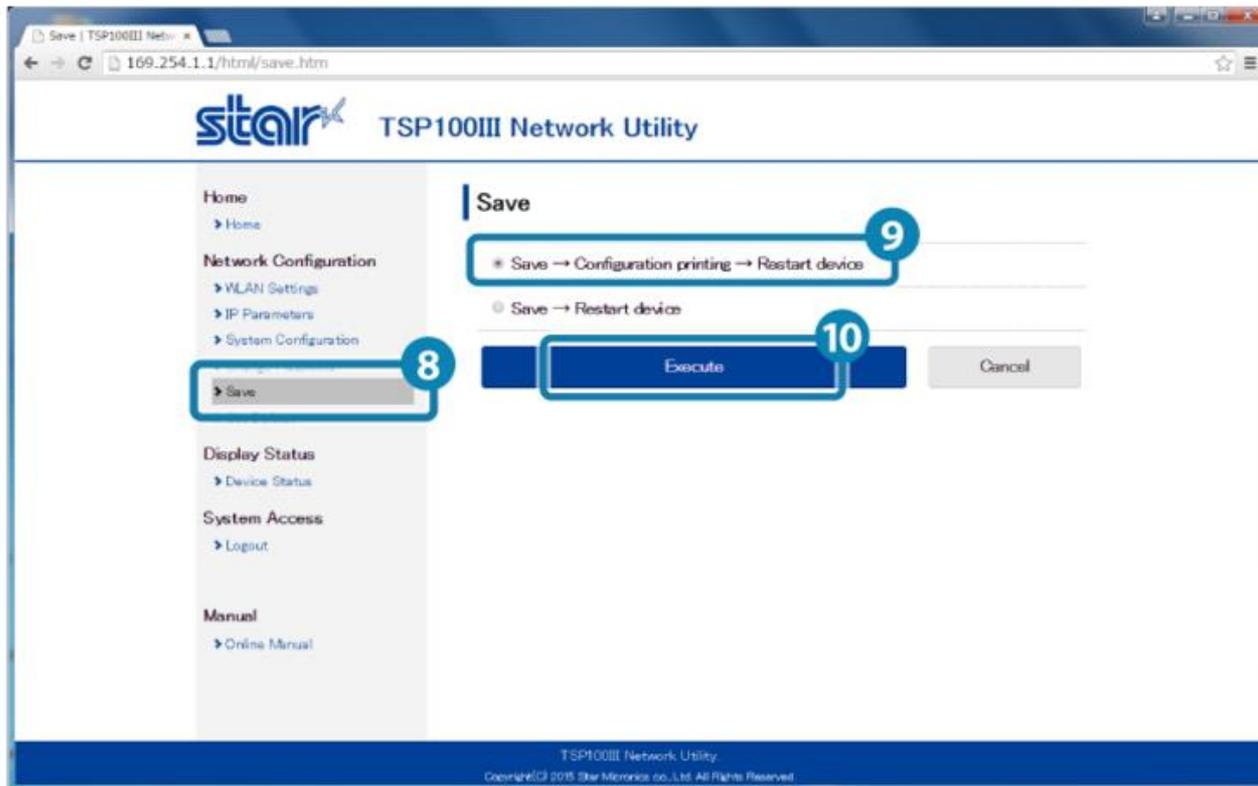 Save | TSP100III Netw
169.254.1.1/html/save.htm
star TSP100III Network Utility
Home
Home
Network Configuration
WLAN Settings
IP Parameters
System Configuration
8
Save
Display Status
Device Status
System Access
Logout
Manual
Online Manual
Save
9
Save → Configuration printing → Restart device
Save → Restart device
10
Execute
Cancel
TSP100III Network Utility.
Copyright(C) 2015 Star Micronics co., Ltd. All Rights Reserved.